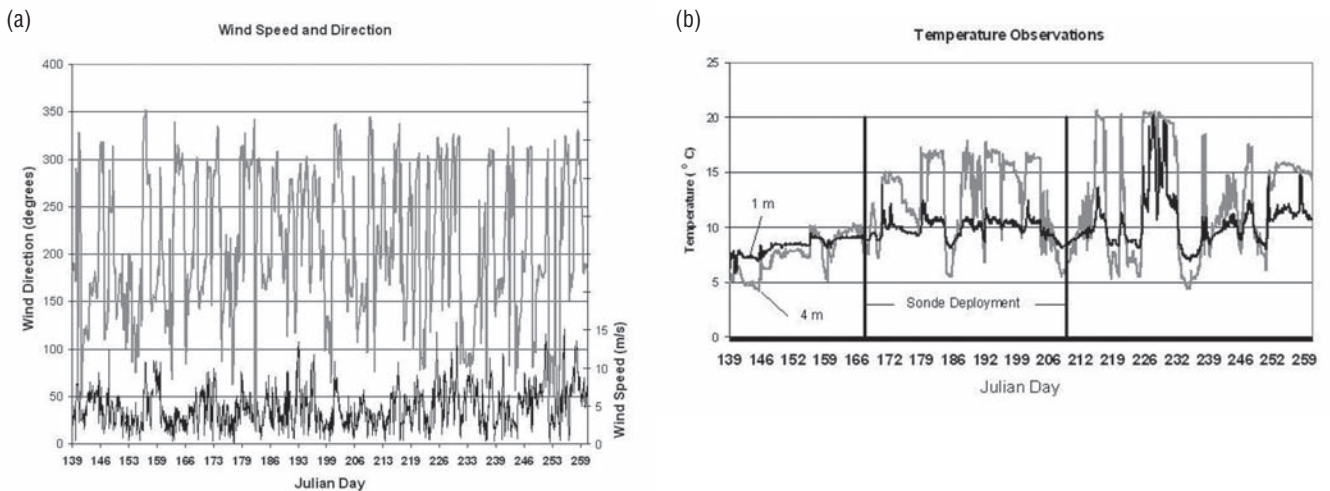 (a)
Wind Speed and Direction
400
350
300
250
200
150
100
50
0
Wind Direction (degrees)
15
10
5
0
Wind Speed (m/s)
139 146 153 159 166 173 179 186 193 199 206 213 219 226 233 239 246 253 259
Julian Day
(b)
Temperature Observations
25
20
15
10
5
0
Temperature ( ° C)
1 m
4 m
Sonde Deployment
139 146 152 159 166 172 179 186 192 199 206 212 219 226 232 239 246 252 259
Julian Day